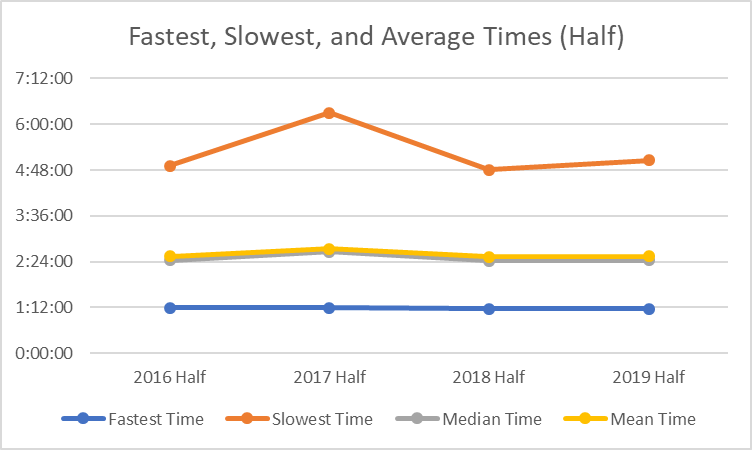 Fastest, Slowest, and Average Times (Half)
7:12:00
6:00:00
4:48:00
3:36:00
2:24:00
1:12:00
0:00:00
2016 Half 2017 Half 2018 Half 2019 Half
Fastest Time Slowest Time Median Time Mean Time